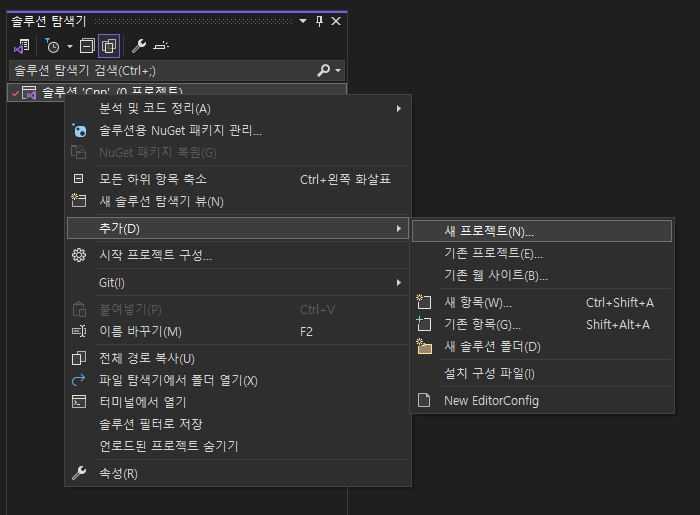 솔루션 탐색기
솔루션 탐색기 검색(Ctrl+;)
솔루션 'Cpp' (0 프로젝트)
분석 및 코드 정리(A)
솔루션용 NuGet 패키지 관리...
NuGet 패키지 복원(G)
모든 하위 항목 축소 Ctrl+왼쪽 화살표
새 솔루션 탐색기 뷰(N)
추가(D)
시작 프로젝트 구성...
Git(I)
붙여넣기(P) Ctrl+V
이름 바꾸기(M) F2
전체 경로 복사(U)
파일 탐색기에서 폴더 열기(X)
터미널에서 열기
솔루션 필터로 저장
언로드된 프로젝트 숨기기
속성(R)
새 프로젝트(N)...
기존 프로젝트(E)...
기존 웹 사이트(B)...
새 항목(W)... Ctrl+Shift+A
기존 항목(G)... Shift+Alt+A
새 솔루션 폴더(D)
설치 구성 파일(I)
New EditorConfig